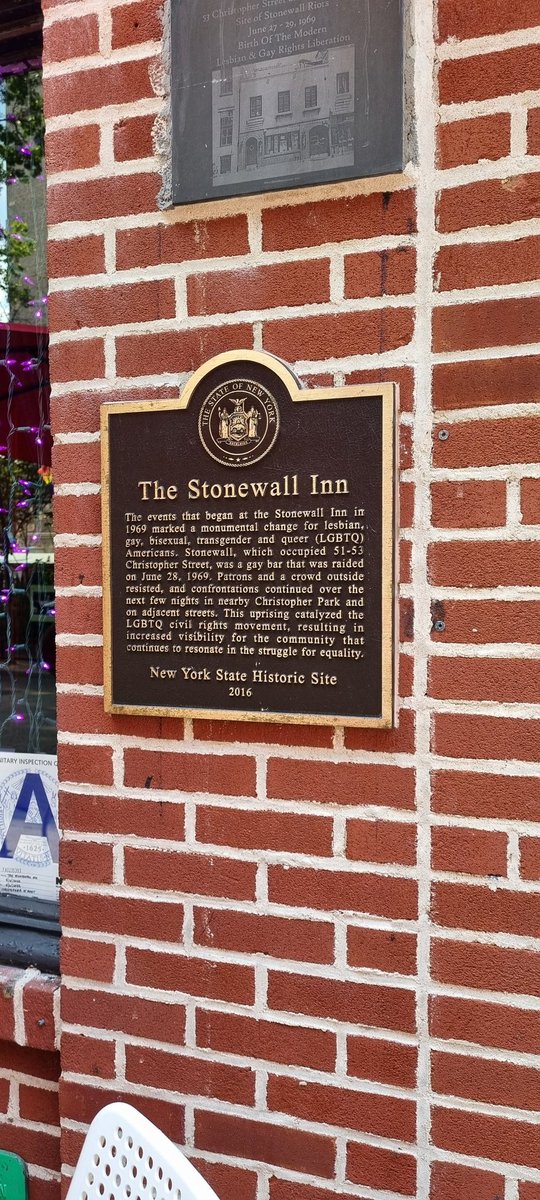 53 Christopher Street
Site of Stonewall Riots
June 27 - 29, 1969
Birth Of The Modern
Lesbian & Gay Rights Liberation
THE STATE OF NEW YORK
The Stonewall Inn
The events that began at the Stonewall Inn in
1969 marked a monumental change for lesbian,
gay, bisexual, transgender and queer (LGBTQ)
Americans. Stonewall, which occupied 51-53
Christopher Street, was a gay bar that was raided
on June 28, 1969. Patrons and a crowd outside
resisted, and confrontations continued over the
next few nights in nearby Christopher Park and
on adjacent streets. This uprising catalyzed the
LGBTQ civil rights movement, resulting in
increased visibility for the community that
continues to resonate in the struggle for equality.
New York State Historic Site
2016
NITARY INSPECTION
A
1625